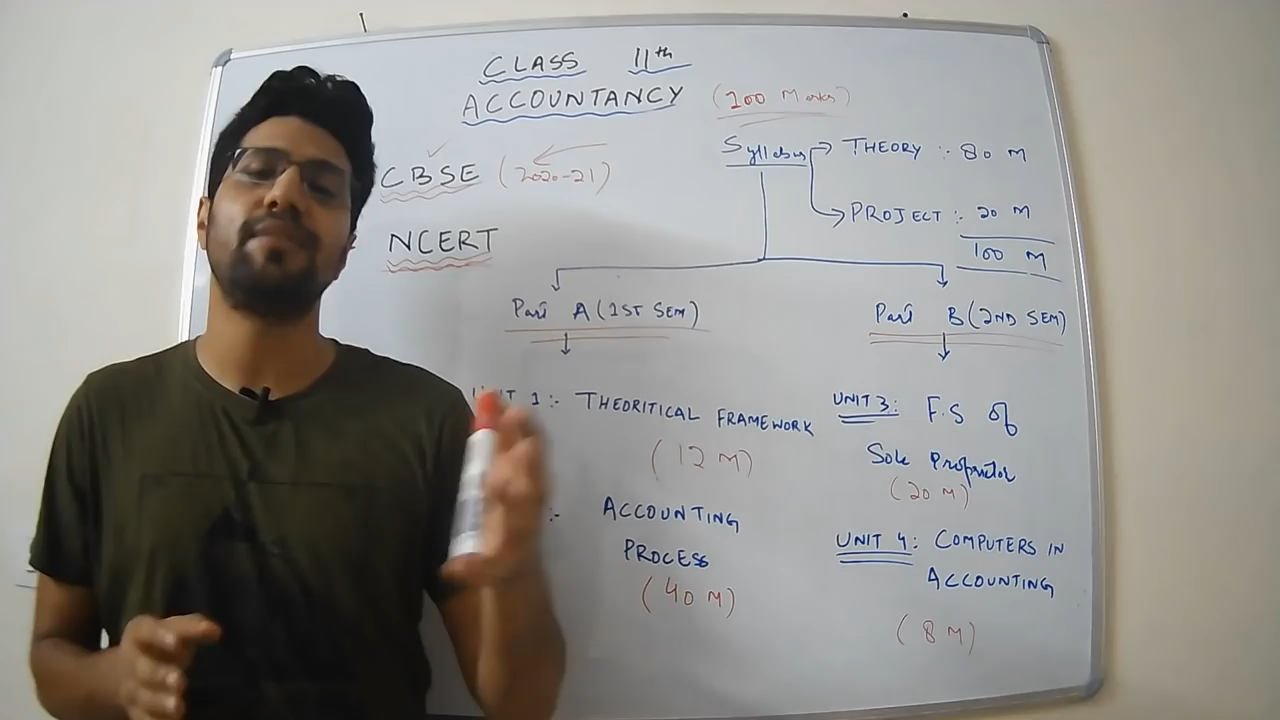 CLASS 11th
ACCOUNTANCY (100 Marks)
CBSE (2020-21)
NCERT
Syllabus
THEORY :- 80 M
PROJECT :- 20 M
100 M
Part A (1ST SEM)
1 :- THEORITICAL FRAMEWORK
(12 M)
:- ACCOUNTING
PROCESS
(40 M)
Part B (2ND SEM)
UNIT 3: F.S of
Sole Proprietor
(20 M)
UNIT 4: COMPUTERS IN
ACCOUNTING
(8 M)